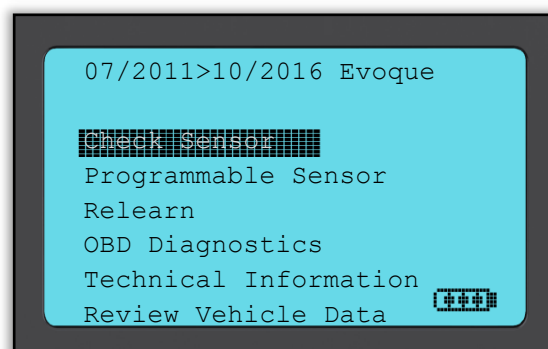 07/2011>10/2016 Evoque
Check Sensor
Programmable Sensor
Relearn
OBD Diagnostics
Technical Information
Review Vehicle Data